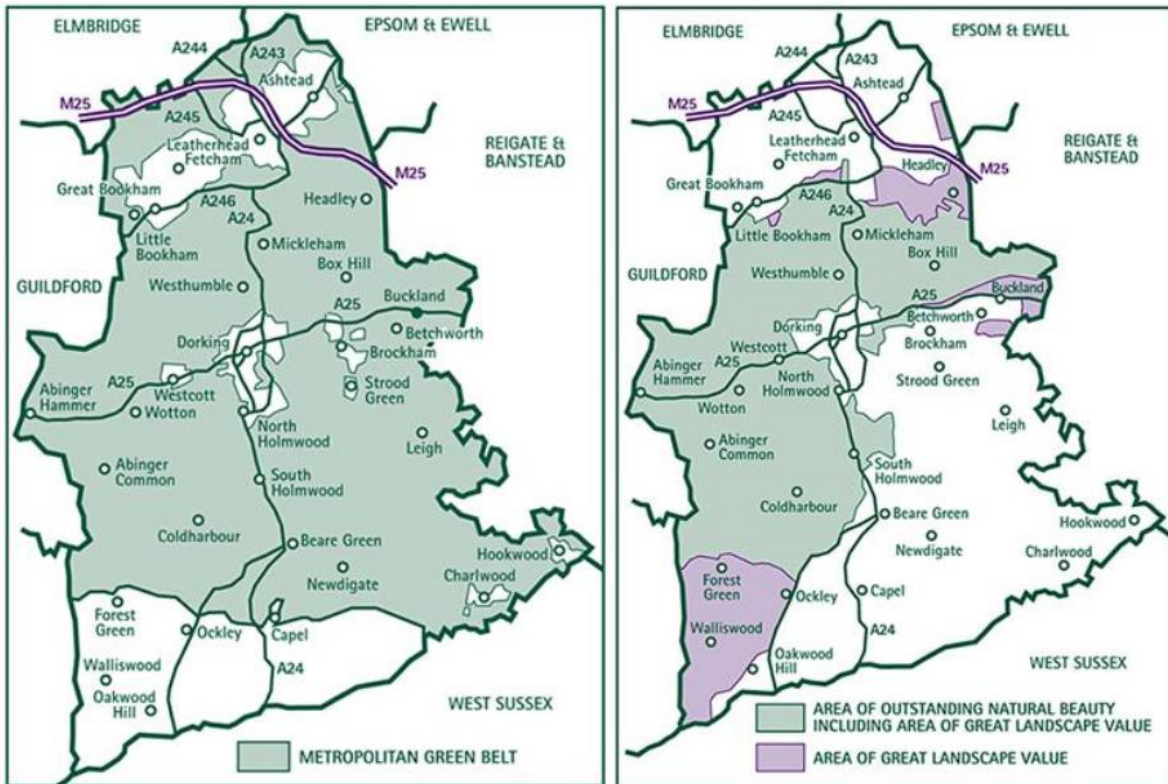 ELMBRIDGE
EPSOM & EWELL
A244
A243
Ashtead
M25
A245
Leatherhead
Fetcham
REIGATE &
BANSTEAD
M25
Great Bookham
A246
A24
Headley
Little
Bookham
Mickleham
Box Hill
GUILDFORD
Westhumble
A25
Buckland
Dorking
Betchworth
Brockham
A25
Abinger
Hammer
Westcott
Wotton
Strood
Green
North
Holmwood
Leigh
Abinger
Common
South
Holmwood
Coldharbour
Beare Green
Hookwood
Newdigate
Charlwood
Forest
Green
Ockley
Capel
Walliswood
A24
Oakwood
Hill
WEST SUSSEX
METROPOLITAN GREEN BELT
ELMBRIDGE
EPSOM & EWELL
A244
A243
Ashtead
M25
A245
Leatherhead
Fetcham
REIGATE &
BANSTEAD
Headley
M25
Great Bookham
A246
A24
Little Bookham
Mickleham
Box Hill
GUILDFORD
Westhumble
A25
Buckland
Dorking
Betchworth
Westcott
Brockham
A25
Abinger
Hammer
North
Holmwood
Strood Green
Wotton
Leigh
Abinger
Common
South
Holmwood
Coldharbour
Beare Green
Hookwood
Newdigate
Charlwood
Forest
Green
Ockley
Capel
Walliswood
A24
Oakwood
Hill
WEST SUSSEX
AREA OF OUTSTANDING NATURAL BEAUTY
INCLUDING AREA OF GREAT LANDSCAPE VALUE
AREA OF GREAT LANDSCAPE VALUE